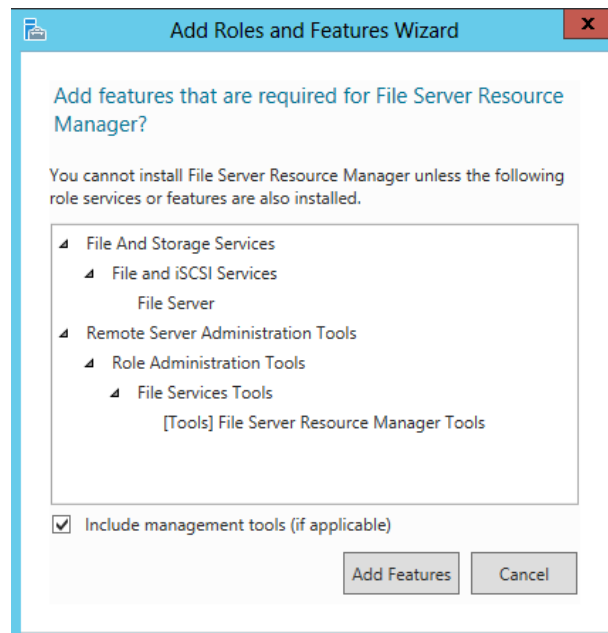 Add Roles and Features Wizard
x
Add features that are required for File Server Resource
Manager?
You cannot install File Server Resource Manager unless the following
role services or features are also installed.
File And Storage Services
File and iSCSI Services
File Server
Remote Server Administration Tools
Role Administration Tools
File Services Tools
[Tools] File Server Resource Manager Tools
Include management tools (if applicable)
Add Features
Cancel